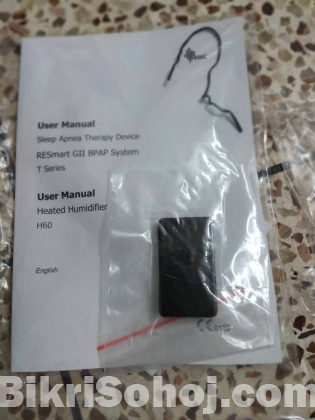 User Manual
Sleep Apnea Therapy Device
RESmart GII BPAP System
T Series
User Manual
Heated Humidifier
H60
English
BikriSohoj.com